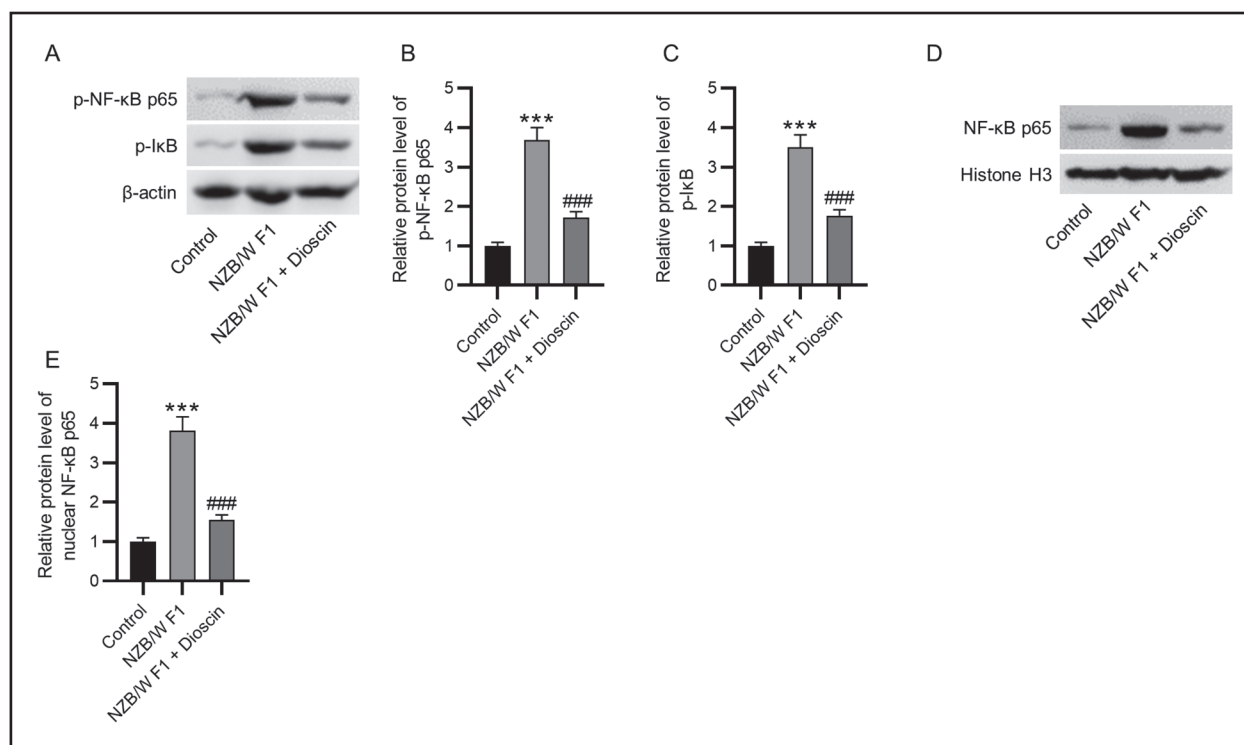 A
p-NF-κB p65
p-IκB
β-actin
Control
NZB/W F1
NZB/W F1 + Dioscin
B
Relative protein level of
p-NF-κB p65
5
4
3
2
1
0
***
###
Control
NZB/W F1
NZB/W F1 + Dioscin
C
Relative protein level of
p-IκB
5
4
3
2
1
0
***
###
Control
NZB/W F1
NZB/W F1 + Dioscin
D
NF-κB p65
Histone H3
Control
NZB/W F1
NZB/W F1 + Dioscin
E
Relative protein level of
nuclear NF-κB p65
5
4
3
2
1
0
***
###
Control
NZB/W F1
NZB/W F1 + Dioscin